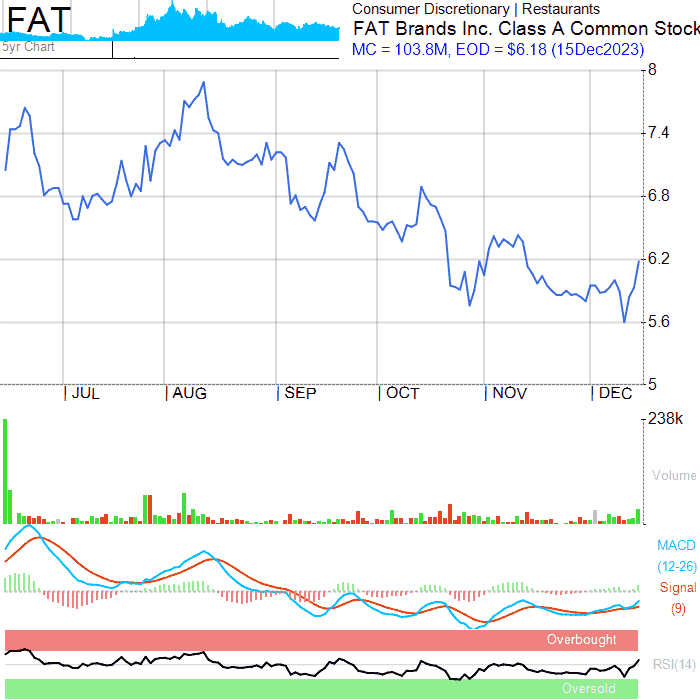 FAT
5yr Chart
Consumer Discretionary | Restaurants
FAT Brands Inc. Class A Common Stock
MC = 103.8M, EOD = $6.18 (15Dec2023)
8
7.4
6.8
6.2
5.6
5
JUL AUG SEP OCT NOV DEC
238k
Volume
MACD
(12-26)
Signal
(9)
Overbought
RSI(14)
Oversold